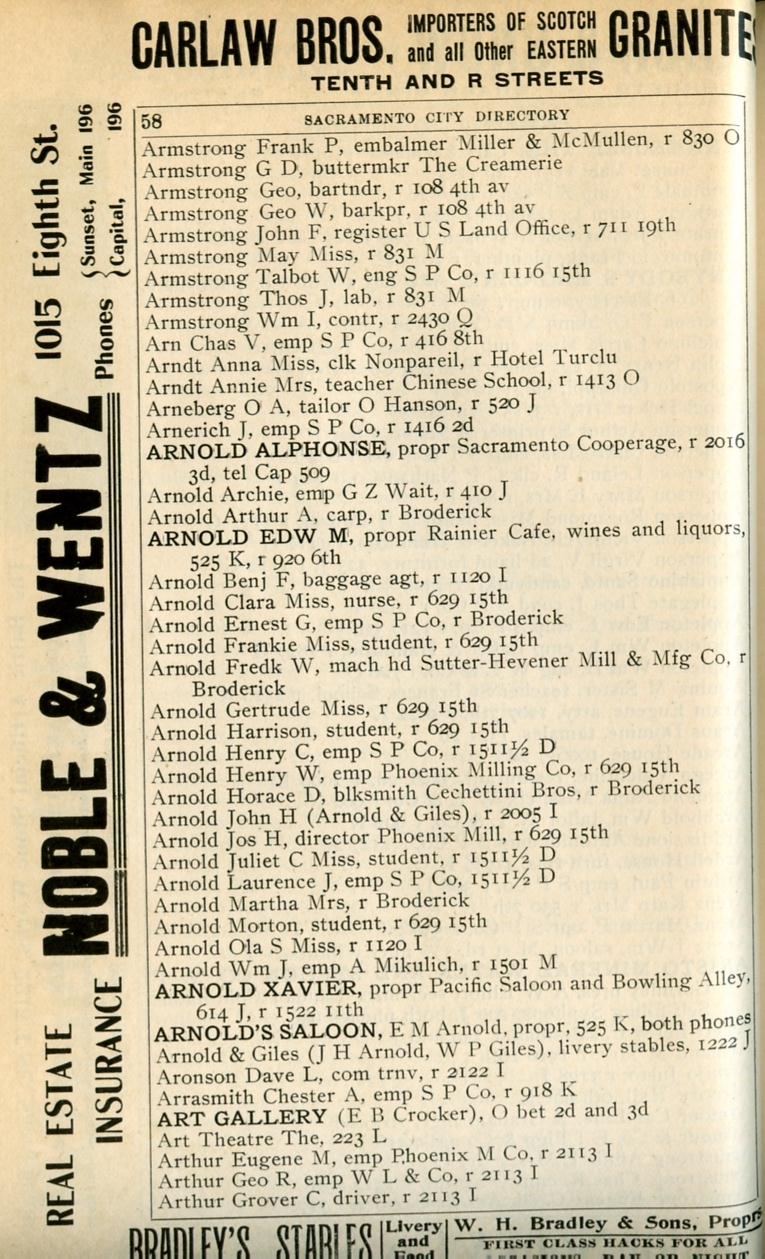 CARLAW BROS. IMPORTERS OF SCOTCH and all Other EASTERN GRANITE
TENTH AND R STREETS
58 SACRAMENTO CITY DIRECTORY
Armstrong Frank P, embalmer Miller & McMullen, r 830 O
Armstrong G D, buttermkr The Creamerie
Armstrong Geo, bartndr, r 108 4th av
Armstrong Geo W, barkpr, r 108 4th av
Armstrong John F, register U S Land Office, r 711 19th
Armstrong May Miss, r 831 M
Armstrong Talbot W, eng S P Co, r 1116 15th
Armstrong Thos J, lab, r 831 M
Armstrong Wm I, contr, r 2430 Q
Arn Chas V, emp S P Co, r 416 8th
Arndt Anna Miss, clk Nonpareil, r Hotel Turclu
Arndt Annie Mrs, teacher Chinese School, r 1413 O
Arneberg O A, tailor O Hanson, r 520 J
Arnerich J, emp S P Co, r 1416 2d
ARNOLD ALPHONSE, propr Sacramento Cooperage, r 2016
3d, tel Cap 509
Arnold Archie, emp G Z Wait, r 410 J
Arnold Arthur A, carp, r Broderick
ARNOLD EDW M, propr Rainier Cafe, wines and liquors,
525 K, r 920 6th
Arnold Benj F, baggage agt, r 1120 I
Arnold Clara Miss, nurse, r 629 15th
Arnold Ernest G, emp S P Co, r Broderick
Arnold Frankie Miss, student, r 629 15th
Arnold Fredk W, mach hd Sutter-Hevener Mill & Mfg Co, r
Broderick
Arnold Gertrude Miss, r 629 15th
Arnold Harrison, student, r 629 15th
Arnold Henry C, emp S P Co, r 1511½ D
Arnold Henry W, emp Phoenix Milling Co, r 629 15th
Arnold Horace D, blksmith Cechettini Bros, r Broderick
Arnold John H (Arnold & Giles), r 2005 I
Arnold Jos H, director Phoenix Mill, r 629 15th
Arnold Juliet C Miss, student, r 1511½ D
Arnold Laurence J, emp S P Co, 1511½ D
Arnold Martha Mrs, r Broderick
Arnold Morton, student, r 629 15th
Arnold Ola S Miss, r 1120 I
Arnold Wm J, emp A Mikulich, r 1501 M
ARNOLD XAVIER, propr Pacific Saloon and Bowling Alley,
614 J, r 1522 11th
ARNOLD'S SALOON, E M Arnold, propr, 525 K, both phones
Arnold & Giles (J H Arnold, W P Giles), livery stables, 1222 J
Aronson Dave L, com trnv, r 2122 I
Arrasmith Chester A, emp S P Co, r 918 K
ART GALLERY (E B Crocker), O bet 2d and 3d
Art Theatre The, 223 L
Arthur Eugene M, emp Phoenix M Co, r 2113 I
Arthur Geo R, emp W L & Co, r 2113 I
Arthur Grover C, driver, r 2113 I
REAL ESTATE
INSURANCE
NOBLE & WENTZ
1015 Eighth St.
Phones {Sunset, Main 196
{Capital, 196
BRADLEY'S STABLES
Livery
and
Feed
W. H. Bradley & Sons, Propr
FIRST CLASS HACKS FOR ALL